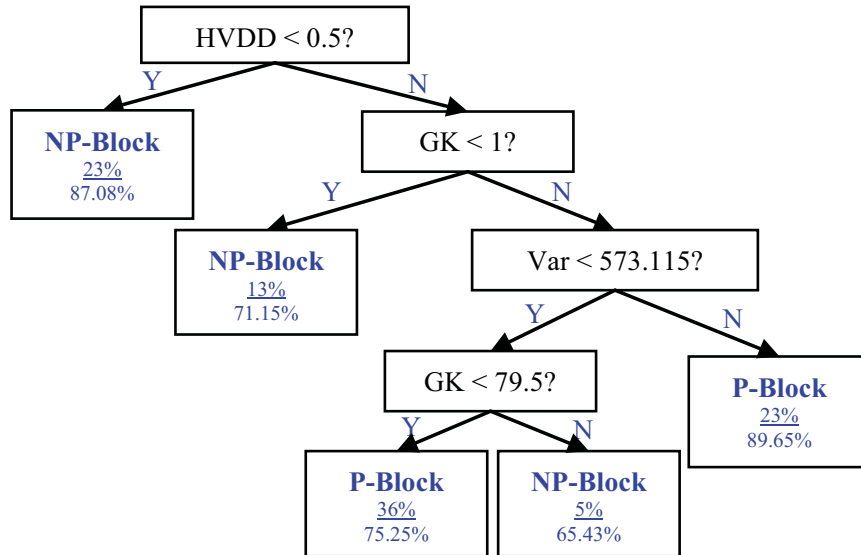 HVDD < 0.5?
Y
N
NP-Block
23%
87.08%
GK < 1?
Y
N
NP-Block
13%
71.15%
Var < 573.115?
Y
N
GK < 79.5?
P-Block
23%
89.65%
Y
N
P-Block
36%
75.25%
NP-Block
5%
65.43%